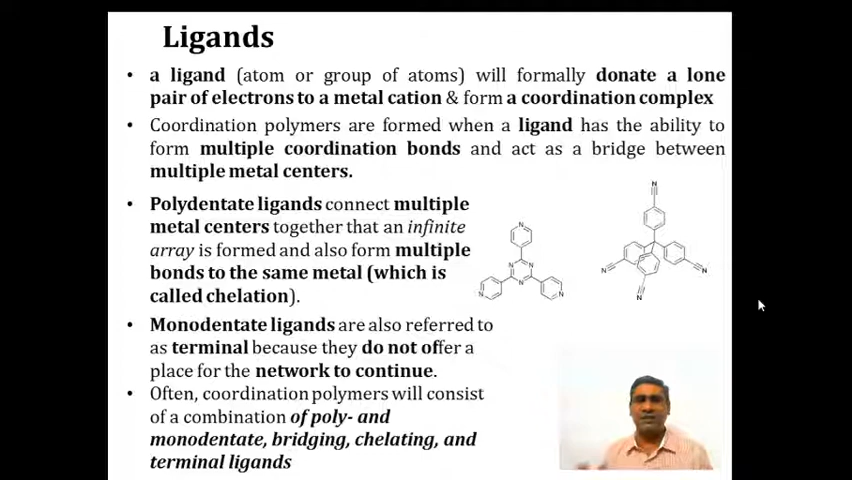 Ligands
• a ligand (atom or group of atoms) will formally donate a lone
pair of electrons to a metal cation & form a coordination complex
• Coordination polymers are formed when a ligand has the ability to
form multiple coordination bonds and act as a bridge between
multiple metal centers.
• Polydentate ligands connect multiple
metal centers together that an infinite
array is formed and also form multiple
bonds to the same metal (which is
called chelation).
• Monodentate ligands are also referred to
as terminal because they do not offer a
place for the network to continue.
• Often, coordination polymers will consist
of a combination of poly- and
monodentate, bridging, chelating, and
terminal ligands
N
N N
N
N N
N
N N
N